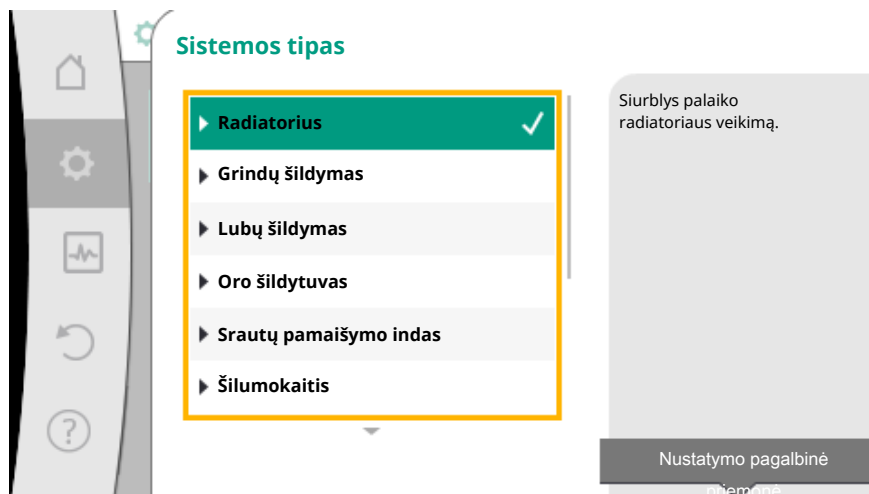 Sistemos tipas
Radiatorius
Grindų šildymas
Lubų šildymas
Oro šildytuvas
Srautų pamaišymo indas
Šilumokaitis
Siurblys palaiko
radiatoriaus veikimą.
Nustatymo pagalbinė
priemonė